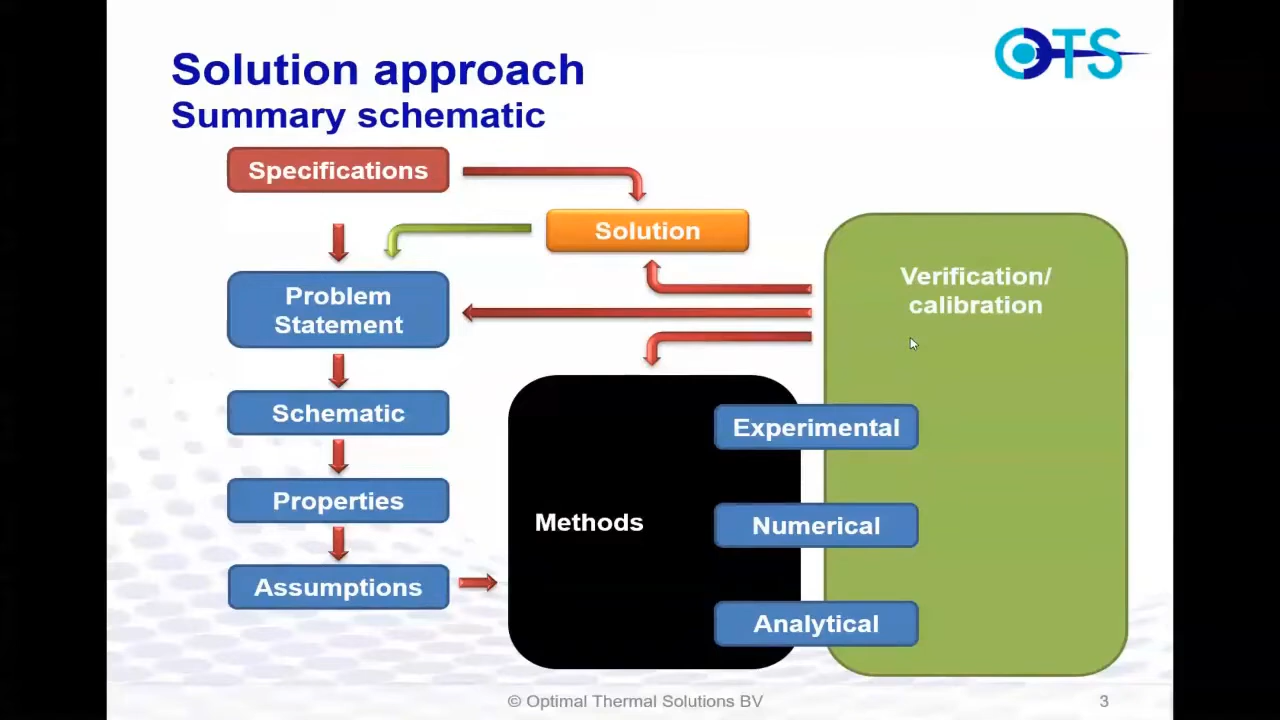 OTS
Solution approach
Summary schematic
Specifications
Solution
Problem
Statement
Verification/
calibration
Schematic
Experimental
Properties
Methods
Numerical
Assumptions
Analytical
© Optimal Thermal Solutions BV
3